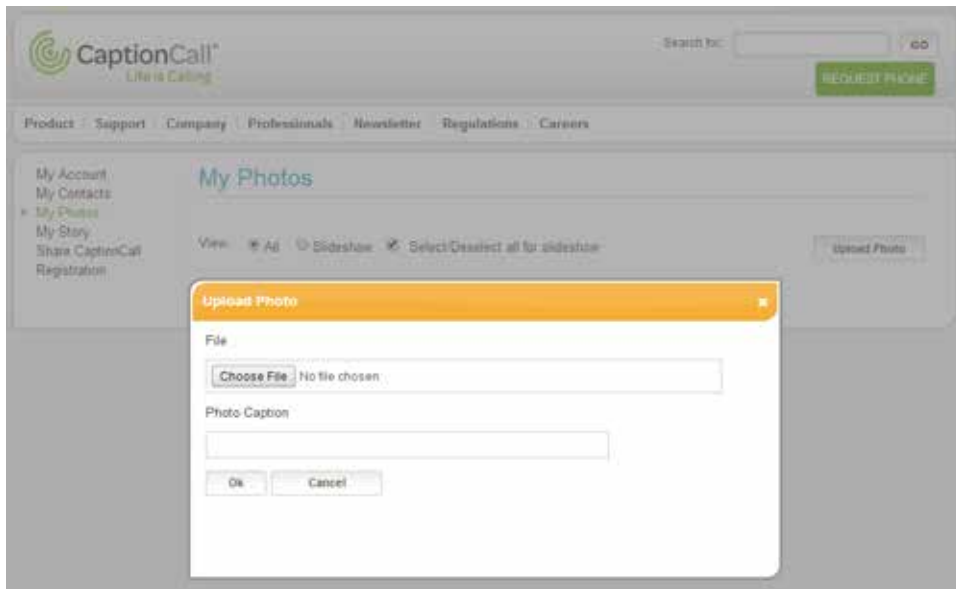 CaptionCall
Life is Calling
Search for:
GO
REQUEST PHONE
Product Support Company Professionals Newsletter Regulations Careers
My Account
My Contacts
My Photos
My Story
Share CaptionCall
Registration
My Photos
View: All Slideshow Select/Deselect all for slideshow
Upload Photo
Upload Photo
File
Choose File No file chosen
Photo Caption
Ok Cancel